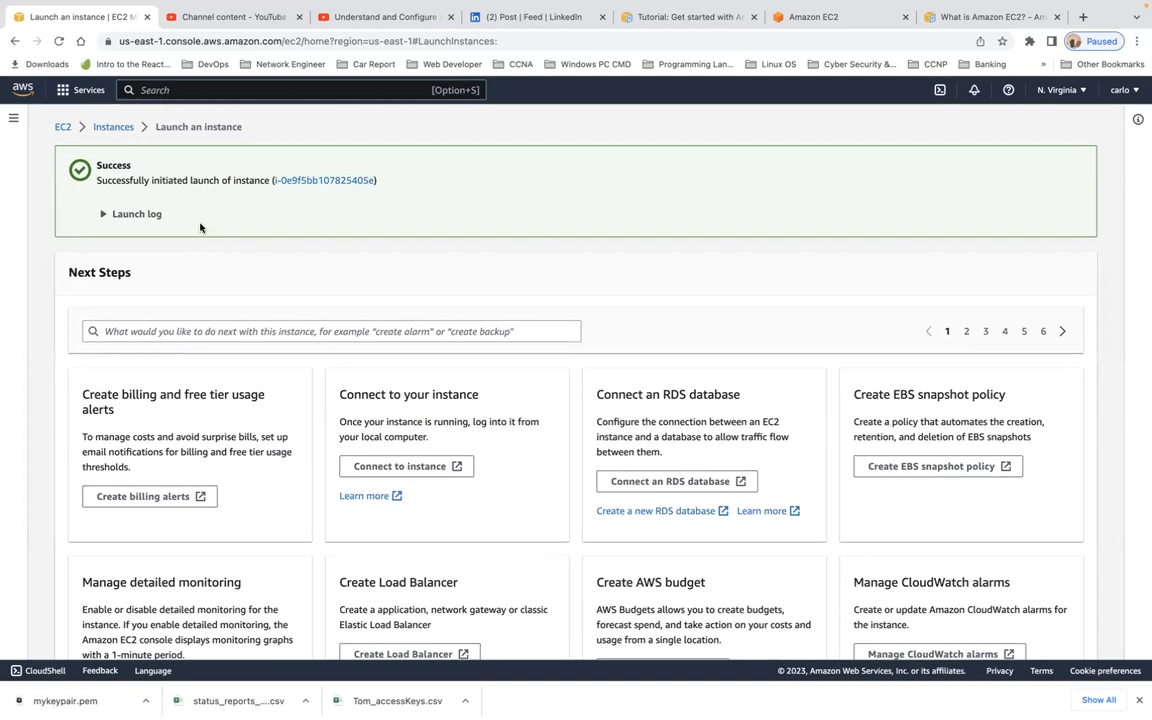 Launch an instance | EC2 M
Channel content - YouTube
Understand and Configure
(2) Post | Feed | LinkedIn
Tutorial: Get started with A
Amazon EC2
What is Amazon EC2? - Am
us-east-1.console.aws.amazon.com/ec2/home?region=us-east-1#LaunchInstances:
Paused
Downloads
Intro to the React...
DevOps
Network Engineer
Car Report
Web Developer
CCNA
Windows PC CMD
Programming Lan...
Linux OS
Cyber Security &...
CCNP
Banking
»
Other Bookmarks
aws
Services
Search
[Option+S]
N. Virginia
carlo
EC2
Instances
Launch an instance
Success
Successfully initiated launch of instance (i-0e9f5bb107825405e)
Launch log
Next Steps
What would you like to do next with this instance, for example "create alarm" or "create backup"
1 2 3 4 5 6
Create billing and free tier usage
alerts
To manage costs and avoid surprise bills, set up
email notifications for billing and free tier usage
thresholds.
Create billing alerts
Connect to your instance
Once your instance is running, log into it from
your local computer.
Connect to instance
Learn more
Connect an RDS database
Configure the connection between an EC2
instance and a database to allow traffic flow
between them.
Connect an RDS database
Create a new RDS database
Learn more
Create EBS snapshot policy
Create a policy that automates the creation,
retention, and deletion of EBS snapshots
Create EBS snapshot policy
Manage detailed monitoring
Enable or disable detailed monitoring for the
instance. If you enable detailed monitoring, the
Amazon EC2 console displays monitoring graphs
with a 1-minute period.
Create Load Balancer
Create a application, network gateway or classic
Elastic Load Balancer
Create Load Balancer
Create AWS budget
AWS Budgets allows you to create budgets,
forecast spend, and take action on your costs and
usage from a single location.
Manage CloudWatch alarms
Create or update Amazon CloudWatch alarms for
the instance.
Manage CloudWatch alarms
CloudShell
Feedback
Language
© 2023, Amazon Web Services, Inc. or its affiliates.
Privacy
Terms
Cookie preferences
mykeypair.pem
status_reports_....csv
Tom_accessKeys.csv
Show All